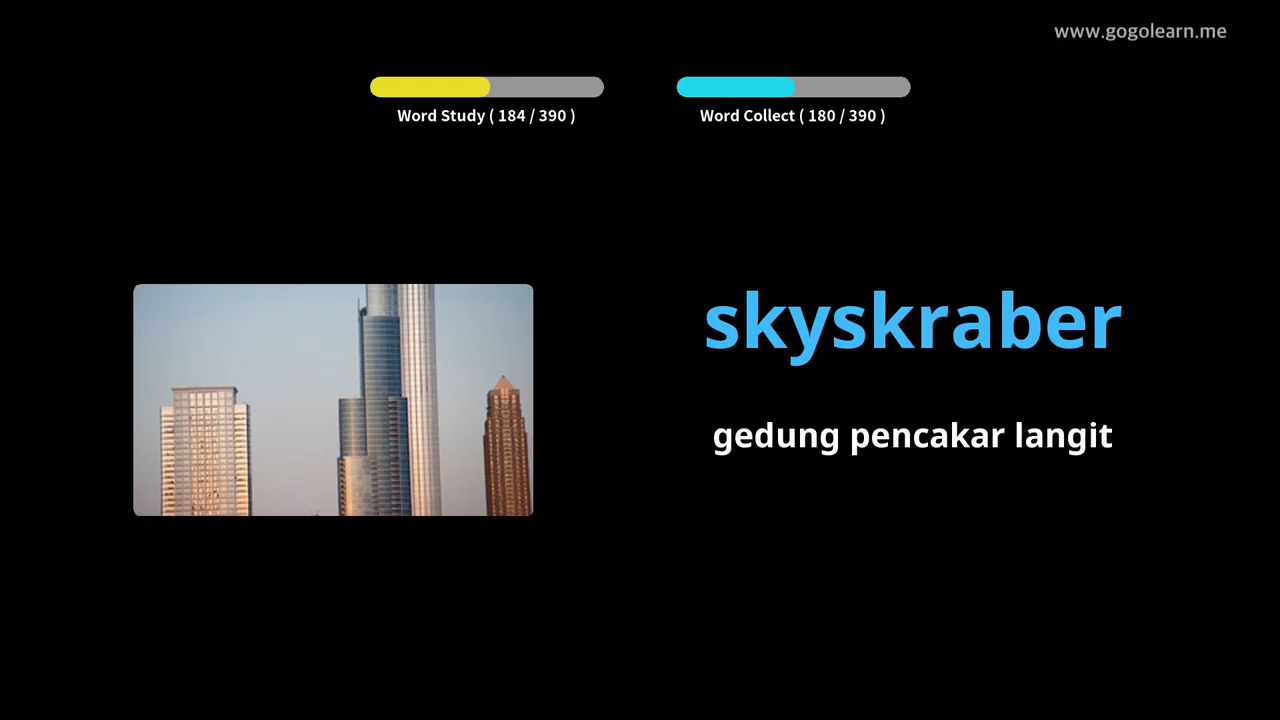 www.gogolearn.me
Word Study ( 184 / 390 )
Word Collect ( 180 / 390 )
skyskraber
gedung pencakar langit